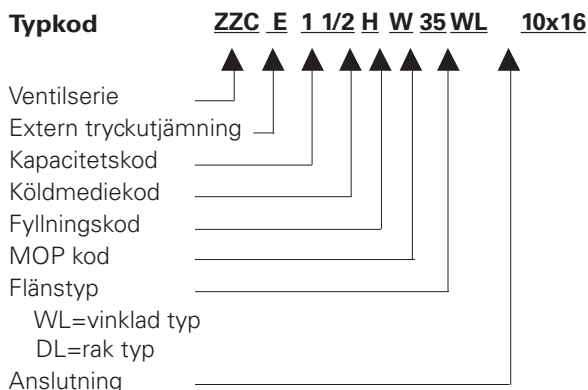 Typkod ZZC E 1 1/2 H W 35 WL 10x16
Ventilserie
Extern tryckutjämning
Kapacitetskod
Köldmediekod
Fyllningskod
MOP kod
Flänstyp
WL=vinklad typ
DL=rak typ
Anslutning